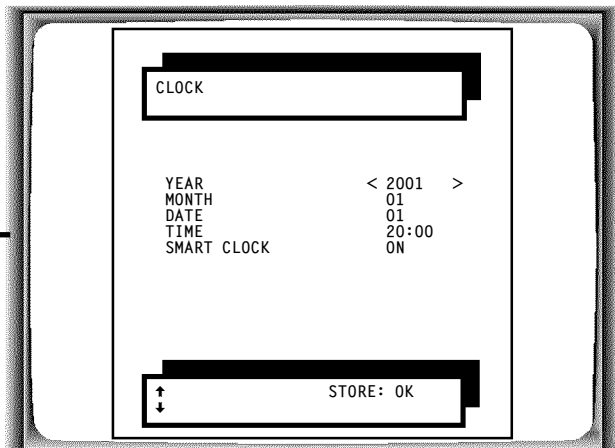 CLOCK
YEAR < 2001 >
MONTH 01
DATE 01
TIME 20:00
SMART CLOCK ON
↑ STORE: OK
↓